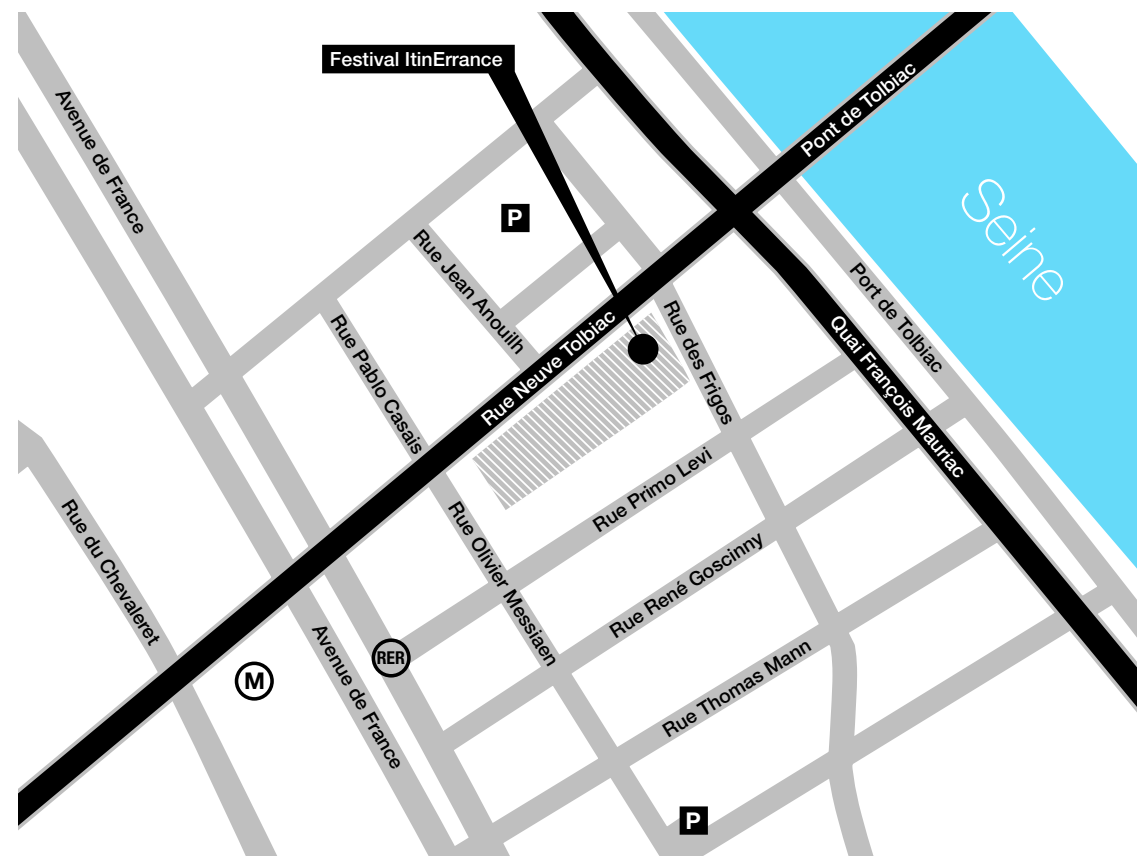 Festival ItinErrance
Avenue de France
Pont de Tolbiac
P
Seine
Rue Jean Anouilh
Port de Tolbiac
Rue Pablo Casais
Rue Neuve Tolbiac
Rue des Frigos
Quai François Mauriac
Rue Primo Levi
Rue du Chevaleret
Rue Olivier Messiaen
Rue René Goscinny
RER
M
Avenue de France
Rue Thomas Mann
P